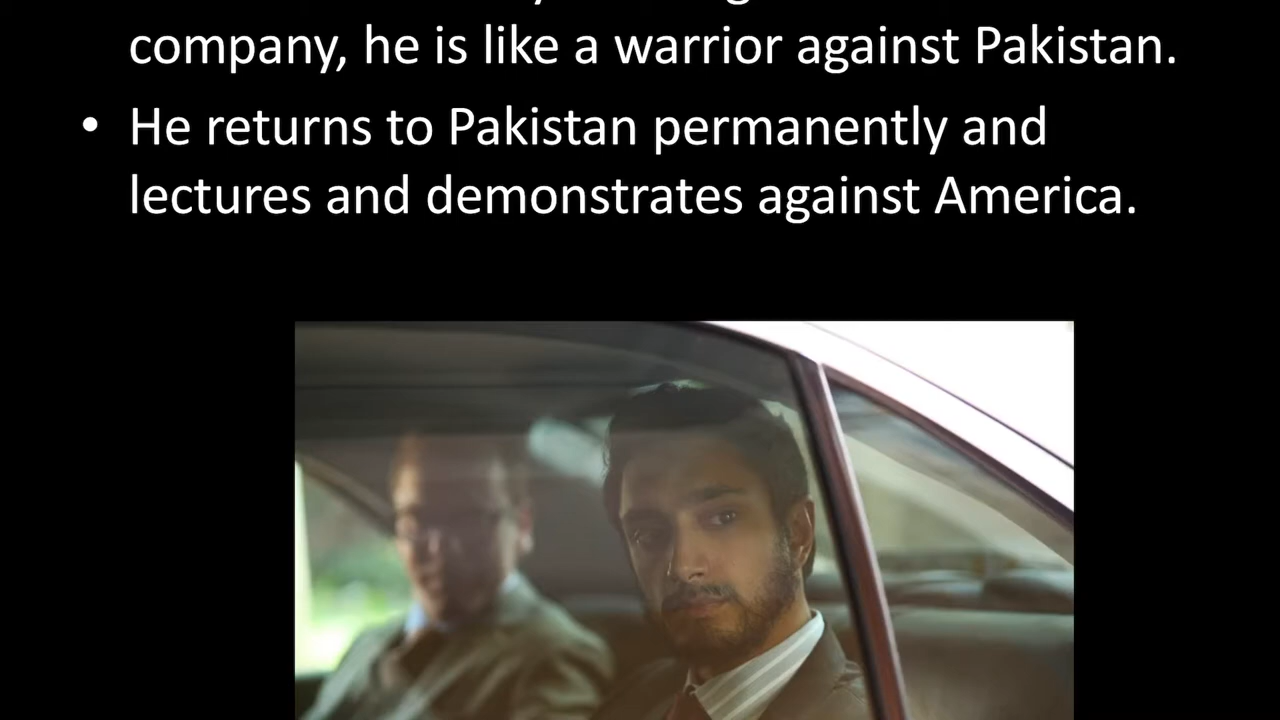 company, he is like a warrior against Pakistan.
• He returns to Pakistan permanently and
lectures and demonstrates against America.